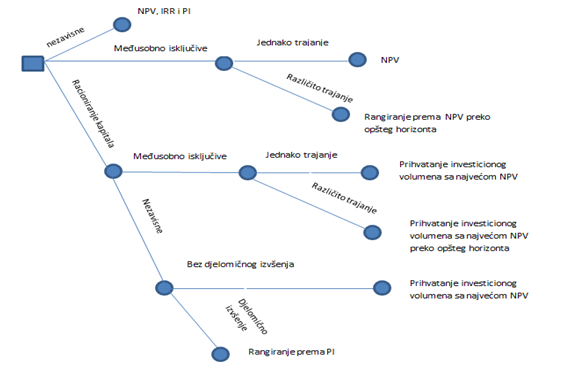 NPV, IRR i PI
nezavisne
Međusobno isključive
Jednako trajanje
NPV
Različito trajanje
Rangiranje prema NPV preko
opšteg horizonta
Racioniranje kapitala
Međusobno isključive
Jednako trajanje
Prihvatanje investicionog
volumena sa najvećom NPV
Različito trajanje
Prihvatanje investicionog
volumena sa najvećom NPV
preko opšteg horizonta
Nezavisne
Bez djelomičnog izvšenja
Prihvatanje investicionog
volumena sa najvećom NPV
Djelomično
izvšenje
Rangiranje prema PI